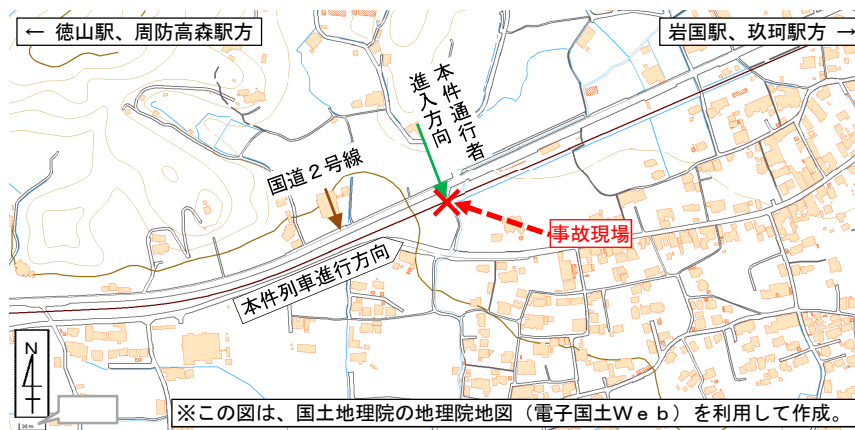 ← 徳山駅、周防高森駅方
岩国駅、玖珂駅方 →
本件通行者
進入方向
国道２号線
事故現場
本件列車進行方向
N
30 m
※この図は、国土地理院の地理院地図（電子国土Ｗｅｂ）を利用して作成。